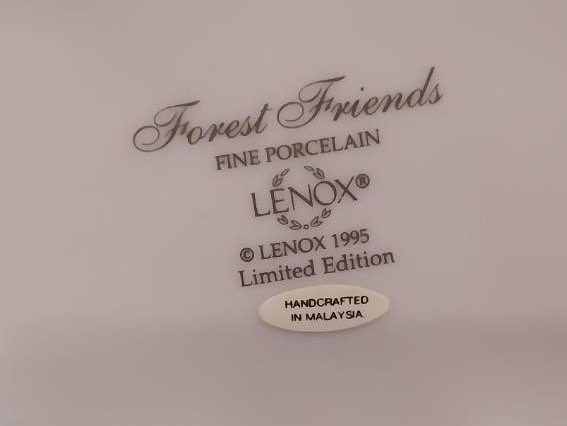 Forest Friends
FINE PORCELAIN
LENOX®
© LENOX 1995
Limited Edition
HANDCRAFTED
IN MALAYSIA